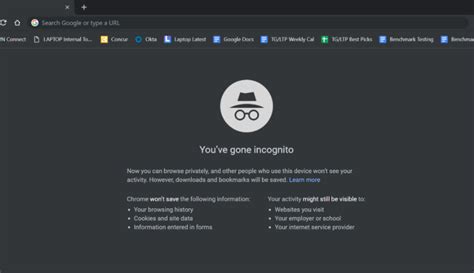 Search Google or type a URL
N Connect LAPTOP Internal To... Concur Okta Laptop Latest Google Docs TG/LTP Weekly Cal TG/LTP Best Picks Benchmark Testing Benchmark
You've gone incognito
Now you can browse privately, and other people who use this device won't see your
activity. However, downloads and bookmarks will be saved. Learn more
Chrome won't save the following information:
• Your browsing history
• Cookies and site data
• Information entered in forms
Your activity might still be visible to:
• Websites you visit
• Your employer or school
• Your internet service provider